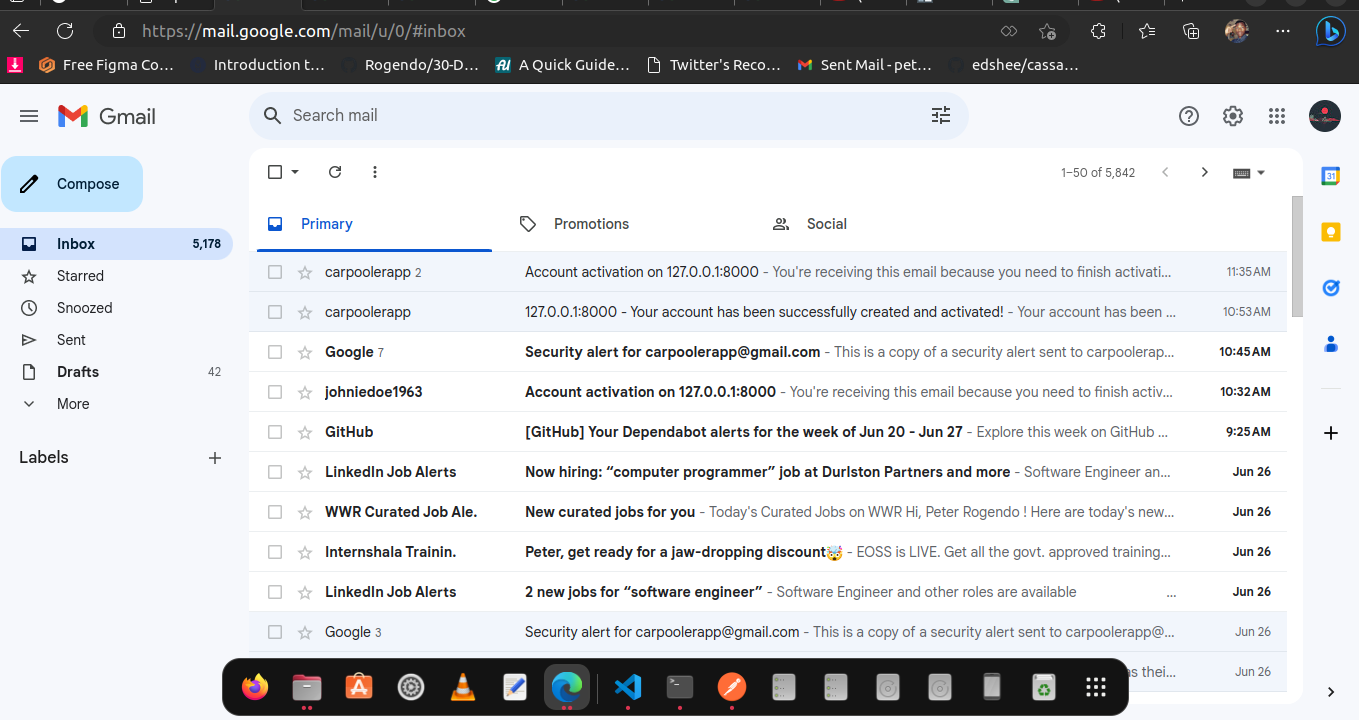 https://mail.google.com/mail/u/0/#inbox
Free Figma Co... Introduction t... Rogendo/30-D... A Quick Guide... Twitter's Reco... Sent Mail - pet... edshee/cassa...
Gmail
Search mail
Compose
1–50 of 5,842
Primary
Promotions
Social
Inbox 5,178
Starred
Snoozed
Sent
Drafts 42
More
Labels
carpoolerapp 2 Account activation on 127.0.0.1:8000 - You're receiving this email because you need to finish activati... 11:35 AM
carpoolerapp 127.0.0.1:8000 - Your account has been successfully created and activated! - Your account has been ... 10:53 AM
Google 7 Security alert for carpoolerapp@gmail.com - This is a copy of a security alert sent to carpoolerap... 10:45 AM
johniedoe1963 Account activation on 127.0.0.1:8000 - You're receiving this email because you need to finish activ... 10:32 AM
GitHub [GitHub] Your Dependabot alerts for the week of Jun 20 - Jun 27 - Explore this week on GitHub ... 9:25 AM
LinkedIn Job Alerts Now hiring: “computer programmer” job at Durlston Partners and more - Software Engineer an... Jun 26
WWR Curated Job Ale. New curated jobs for you - Today's Curated Jobs on WWR Hi, Peter Rogendo ! Here are today's new... Jun 26
Internshala Trainin. Peter, get ready for a jaw-dropping discount🤯 - EOSS is LIVE. Get all the govt. approved training... Jun 26
LinkedIn Job Alerts 2 new jobs for “software engineer” - Software Engineer and other roles are available ... Jun 26
Google 3 Security alert for carpoolerapp@gmail.com - This is a copy of a security alert sent to carpoolerapp@... Jun 26
as thei... Jun 26
31